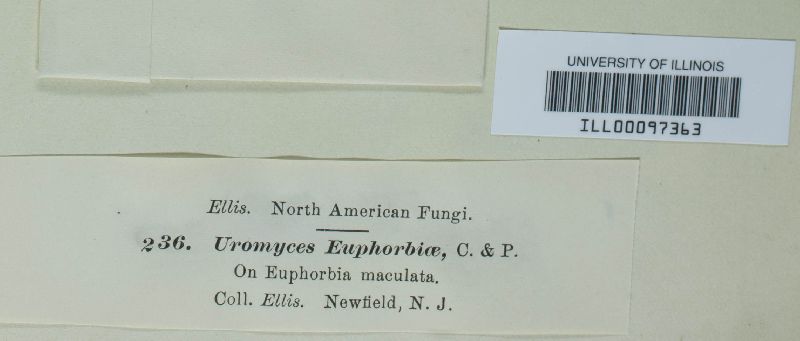 UNIVERSITY OF ILLINOIS
ILL00097363
Ellis. North American Fungi.
236. Uromyces Euphorbiæ, C. & P.
On Euphorbia maculata.
Coll. Ellis. Newfield, N. J.